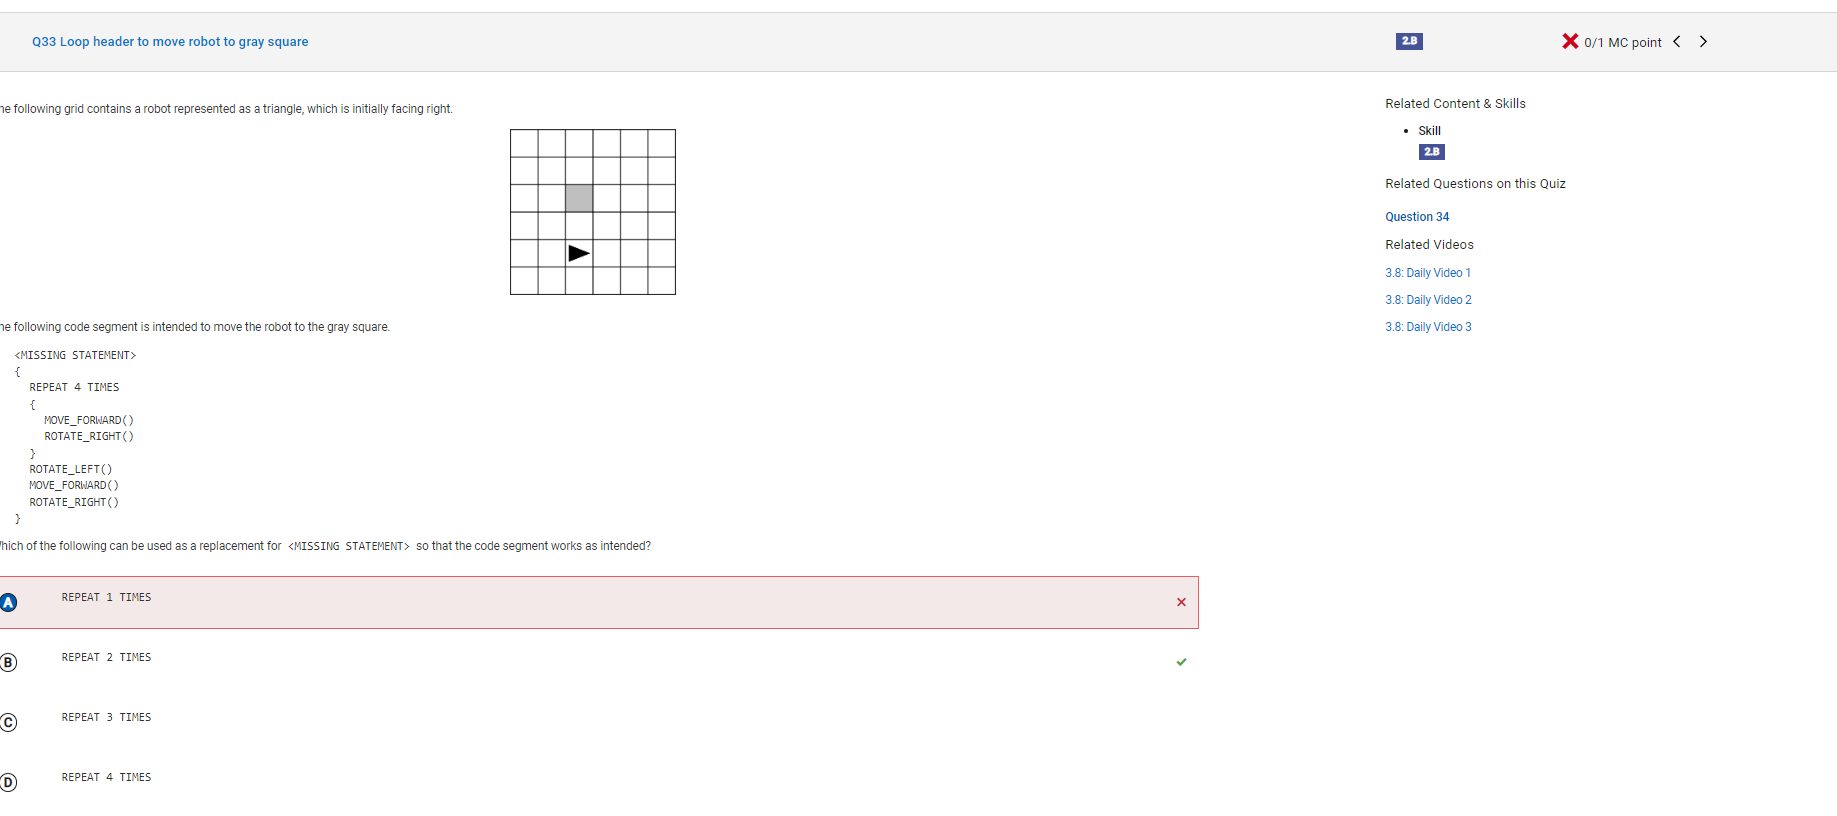 Q33 Loop header to move robot to gray square
2.B
0/1 MC point
he following grid contains a robot represented as a triangle, which is initially facing right.
he following code segment is intended to move the robot to the gray square.
<MISSING STATEMENT>
{
REPEAT 4 TIMES
{
MOVE_FORWARD()
ROTATE_RIGHT()
}
ROTATE_LEFT()
MOVE_FORWARD()
ROTATE_RIGHT()
}
hich of the following can be used as a replacement for <MISSING STATEMENT> so that the code segment works as intended?
A REPEAT 1 TIMES
B REPEAT 2 TIMES
C REPEAT 3 TIMES
D REPEAT 4 TIMES
Related Content & Skills
• Skill
2.B
Related Questions on this Quiz
Question 34
Related Videos
3.8: Daily Video 1
3.8: Daily Video 2
3.8: Daily Video 3